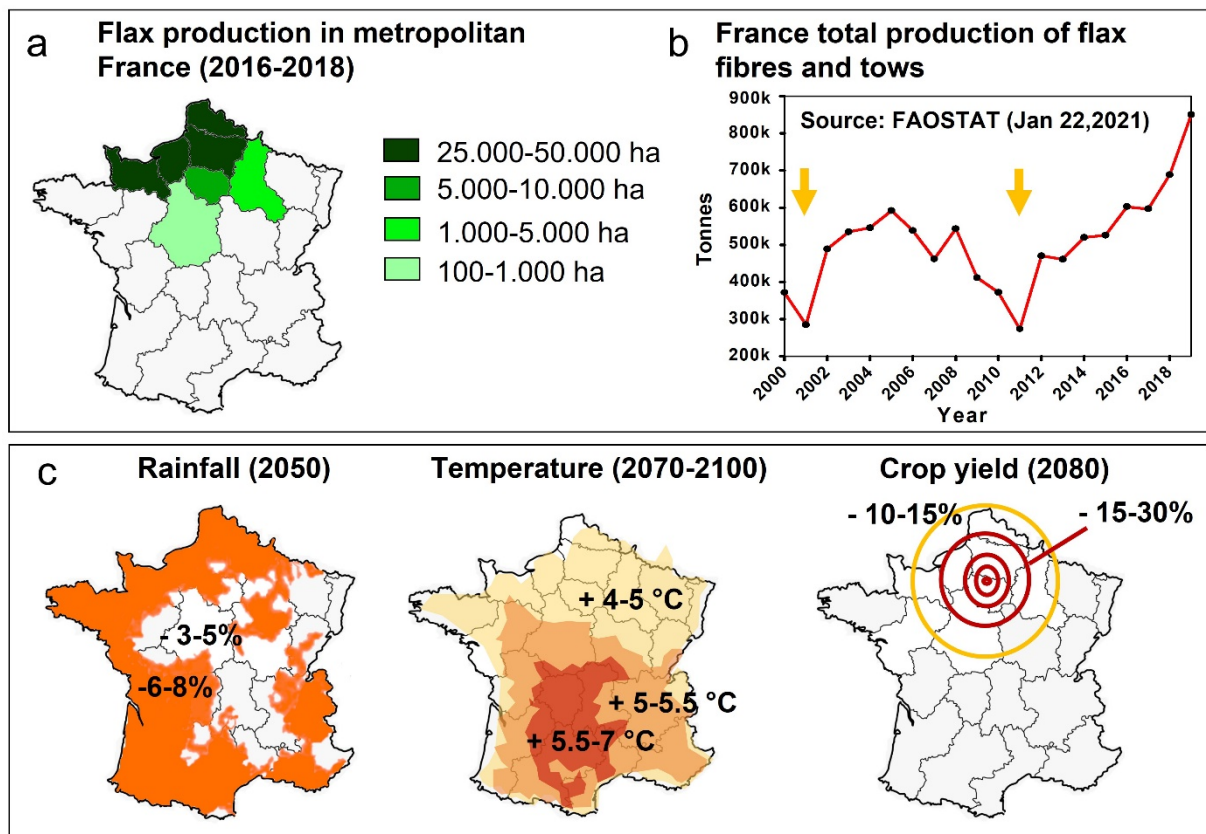 a
Flax production in metropolitan
France (2016-2018)
25.000-50.000 ha
5.000-10.000 ha
1.000-5.000 ha
100-1.000 ha
b
France total production of flax
fibres and tows
Source: FAOSTAT (Jan 22,2021)
900k
800k
700k
600k
500k
400k
300k
200k
Tonnes
2000
2002
2004
2006
2008
2010
2012
2014
2016
2018
Year
c
Rainfall (2050)
- 3-5%
-6-8%
Temperature (2070-2100)
+ 4-5 °C
+ 5-5.5 °C
+ 5.5-7 °C
Crop yield (2080)
- 10-15%
- 15-30%